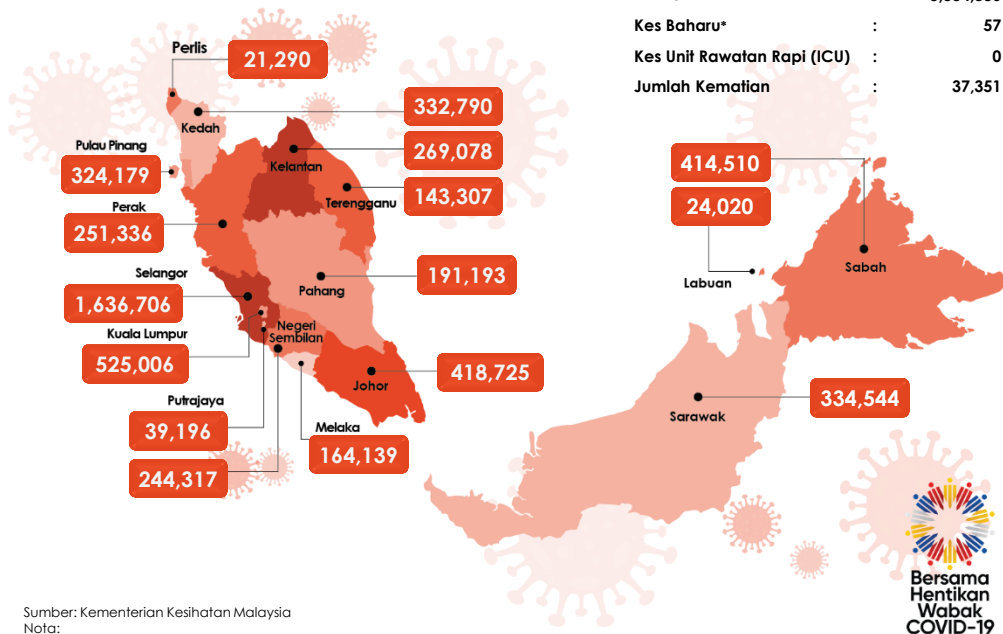 Kes Baharu* : 57
Kes Unit Rawatan Rapi (ICU) : 0
Jumlah Kematian : 37,351
Perlis
21,290
Kedah
332,790
Kelantan
269,078
Terengganu
143,307
Pulau Pinang
324,179
Perak
251,336
Pahang
191,193
Selangor
1,636,706
Kuala Lumpur
525,006
Negeri
Sembilan
244,317
Putrajaya
39,196
Melaka
164,139
Johor
418,725
414,510
Sabah
24,020
Labuan
Sarawak
334,544
Bersama
Hentikan
Wabak
COVID-19
Sumber: Kementerian Kesihatan Malaysia
Nota: